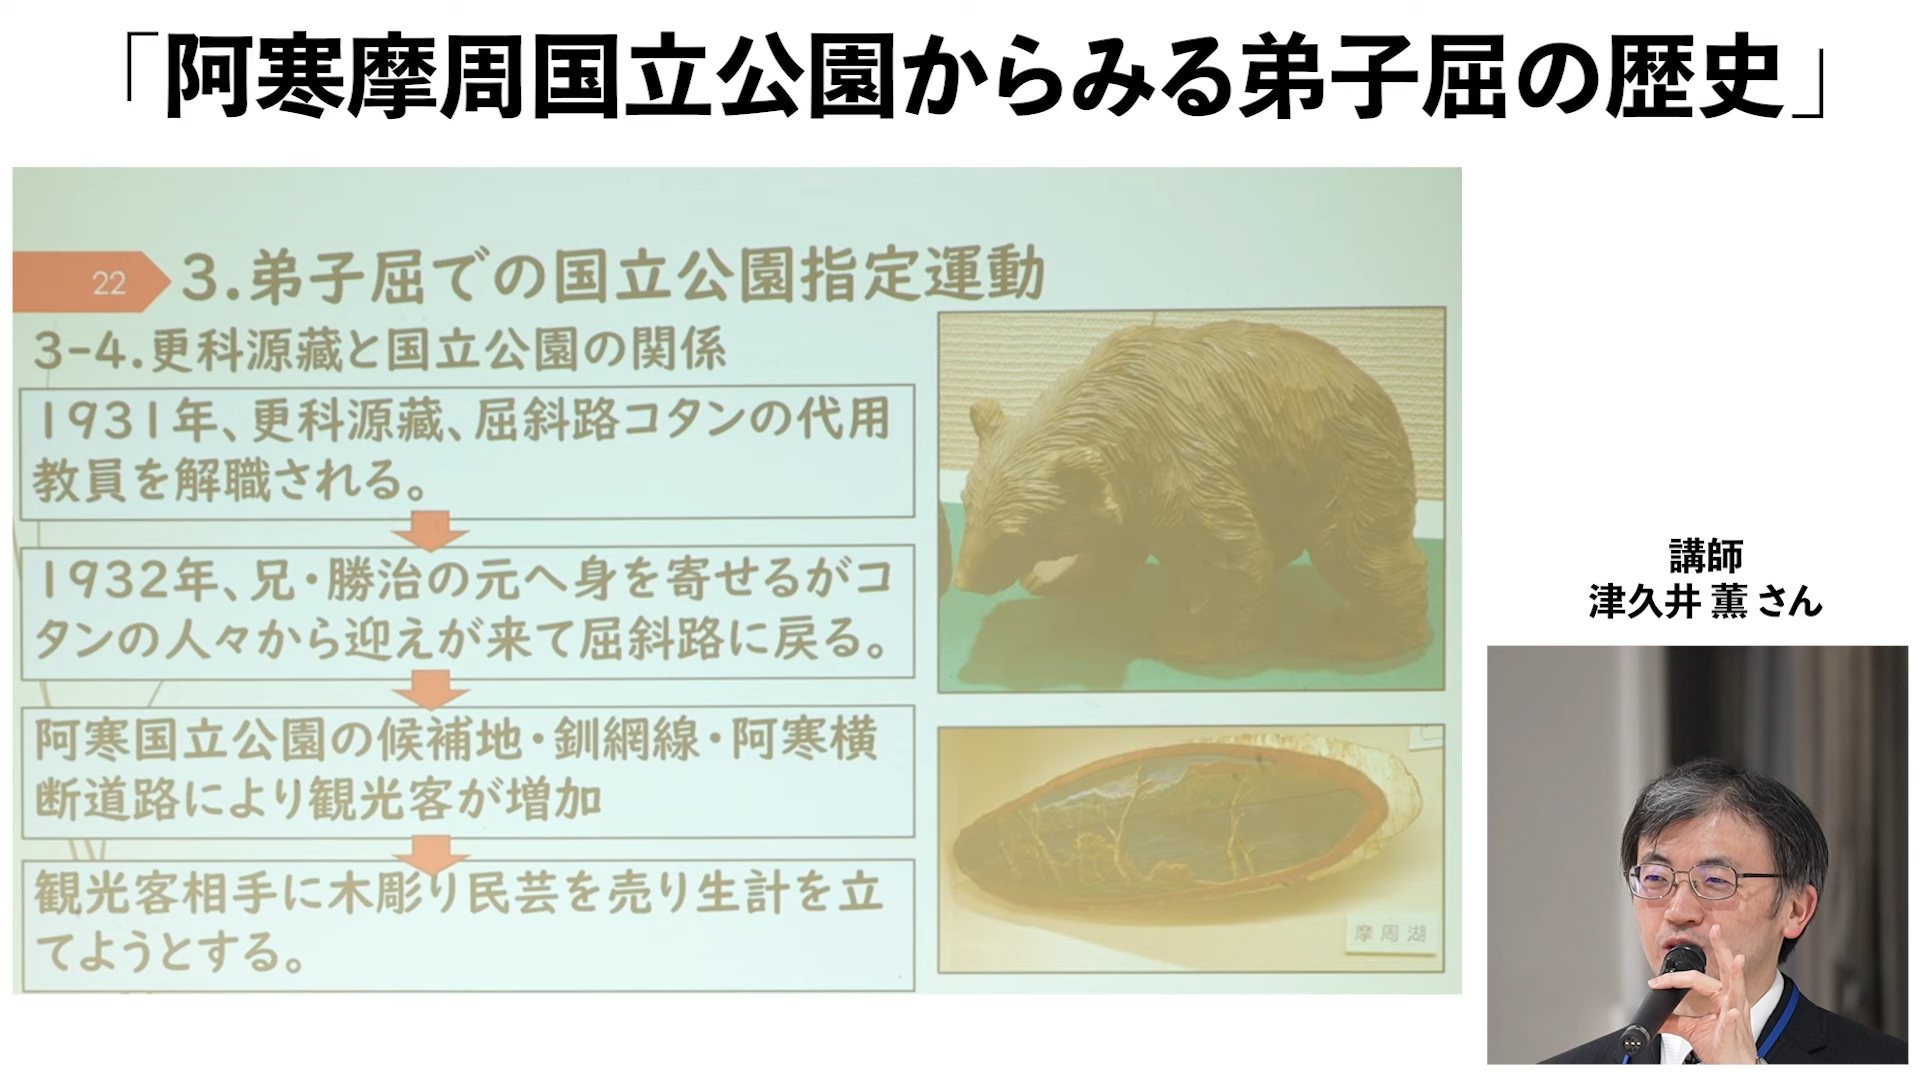 「阿寒摩周国立公園からみる弟子屈の歴史」
22
3.弟子屈での国立公園指定運動
3-4.更科源藏と国立公園の関係
1931年、更科源藏、屈斜路コタンの代用
教員を解職される。
1932年、兄・勝治の元へ身を寄せるがコ
タンの人々から迎えが来て屈斜路に戻る。
阿寒国立公園の候補地・釧網線・阿寒横
断道路により観光客が増加
観光客相手に木彫り民芸を売り生計を立
てようとする。
摩周湖
講師
津久井 薫 さん